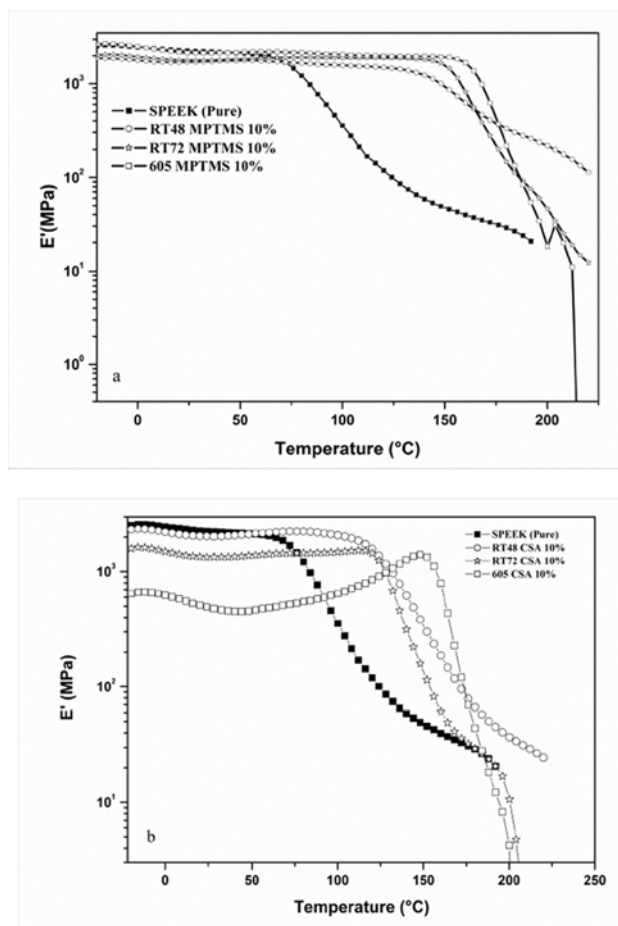 10³
10²
10¹
10⁰
E'(MPa)
SPEEK (Pure)
RT48 MPTMS 10%
RT72 MPTMS 10%
605 MPTMS 10%
a
0 50 100 150 200
Temperature (°C)
10³
10²
10¹
E' (MPa)
SPEEK (Pure)
RT48 CSA 10%
RT72 CSA 10%
605 CSA 10%
b
0 50 100 150 200 250
Temperature (°C)